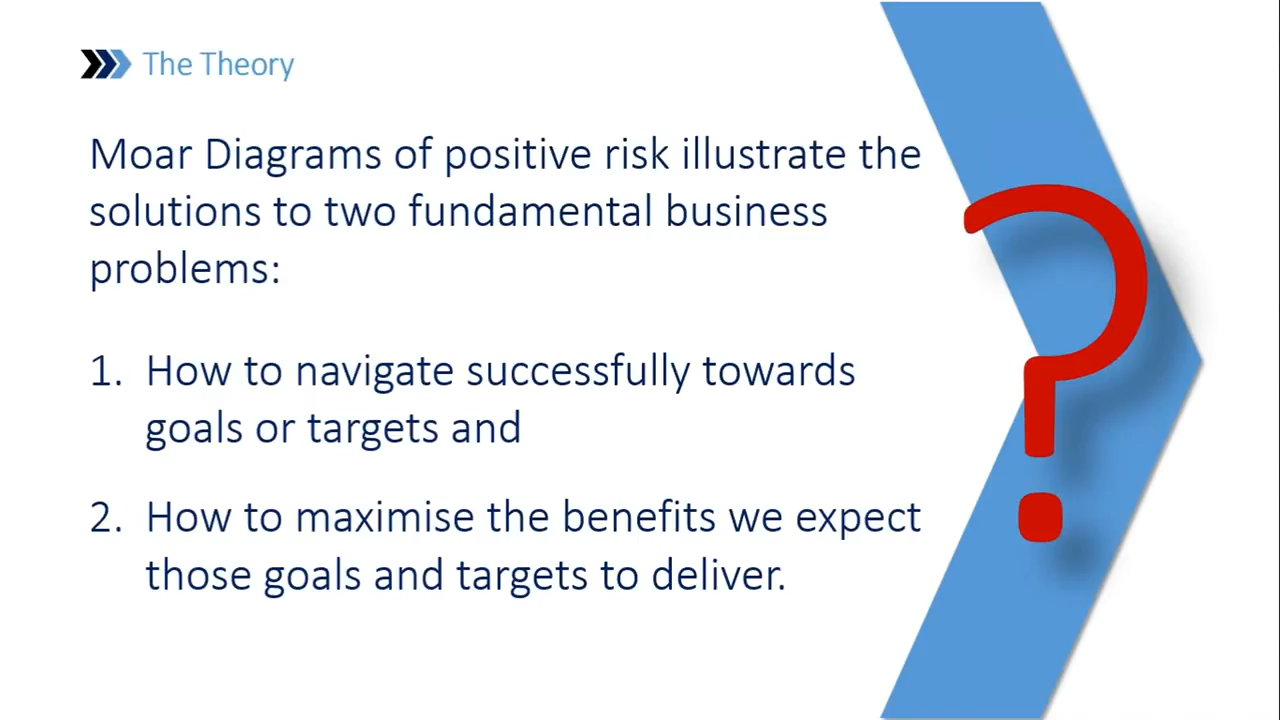 The Theory
Moar Diagrams of positive risk illustrate the
solutions to two fundamental business
problems:
1. How to navigate successfully towards
goals or targets and
2. How to maximise the benefits we expect
those goals and targets to deliver.
?